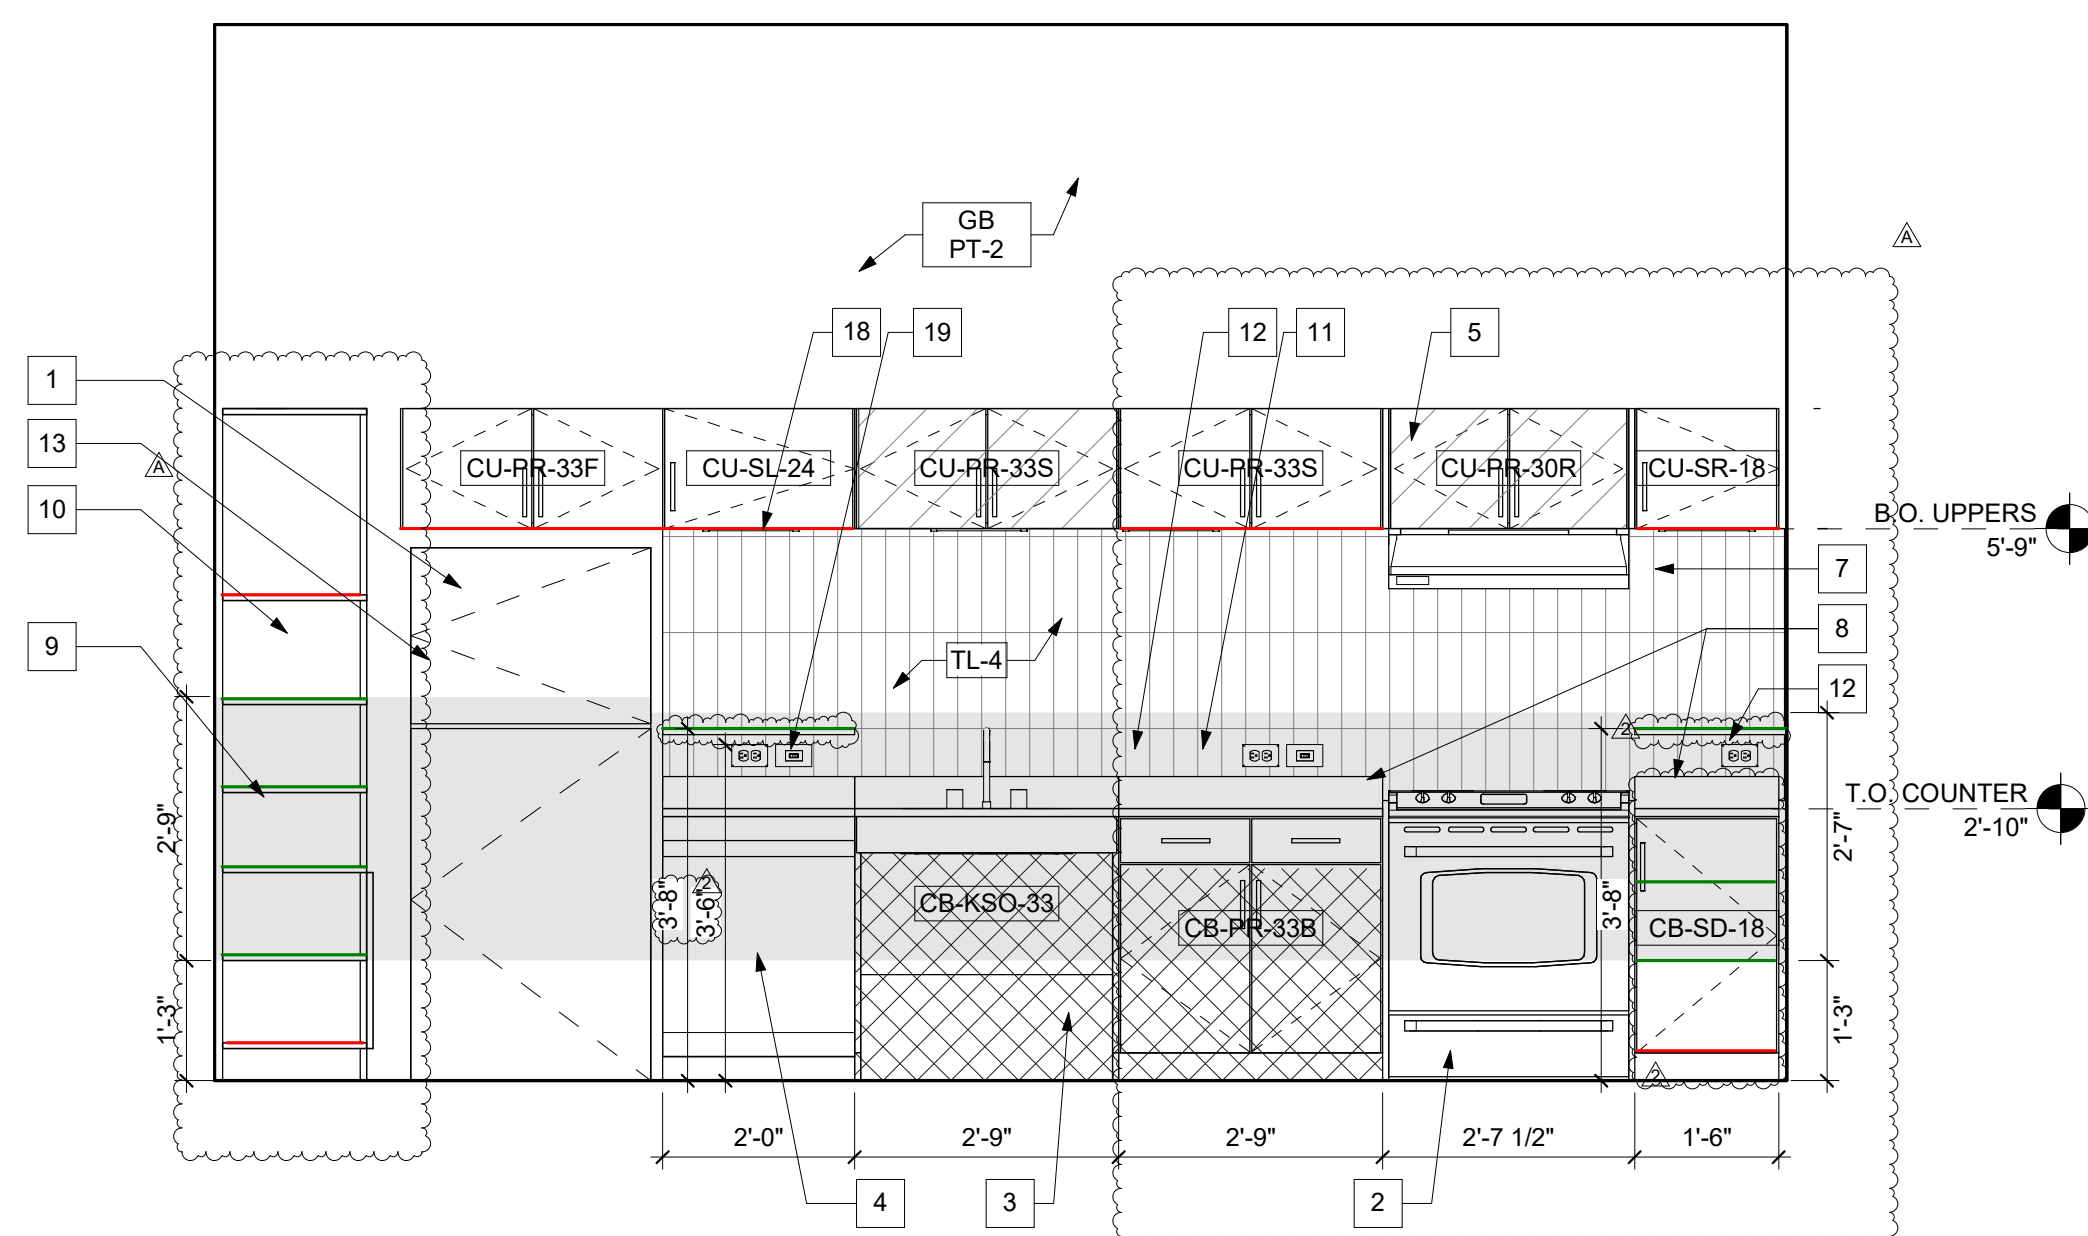 GB
PT-2
A
18
19
12
11
5
1
13
A
10
9
CU-PR-33F
CU-SL-24
CU-PR-33S
CU-PR-33S
CU-PR-30R
CU-SR-18
B.O. UPPERS
5'-9"
7
8
12
TL-4
2
T.O. COUNTER
2'-10"
2'-9"
1'-3"
3'-8"
3'-6"
2
CB-KSO-33
CB-PR-33B
3'-8"
CB-SD-18
2'-7"
1'-3"
2
2'-0"
2'-9"
2'-9"
2'-7 1/2"
1'-6"
4
3
2